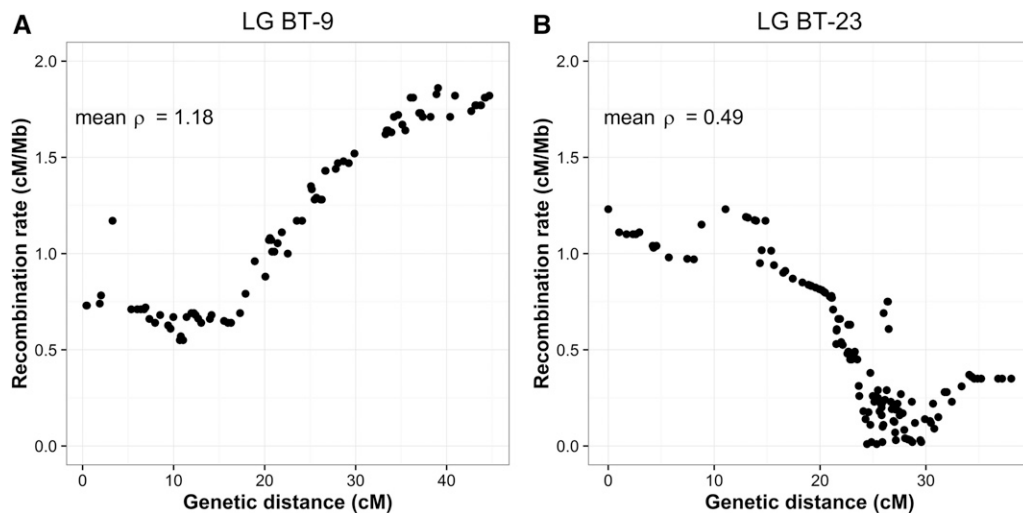 A
LG BT-9
mean ρ = 1.18
Recombination rate (cM/Mb)
2.0
1.5
1.0
0.5
0.0
0
10
20
30
40
Genetic distance (cM)
B
LG BT-23
mean ρ = 0.49
Recombination rate (cM/Mb)
2.0
1.5
1.0
0.5
0.0
0
10
20
30
Genetic distance (cM)